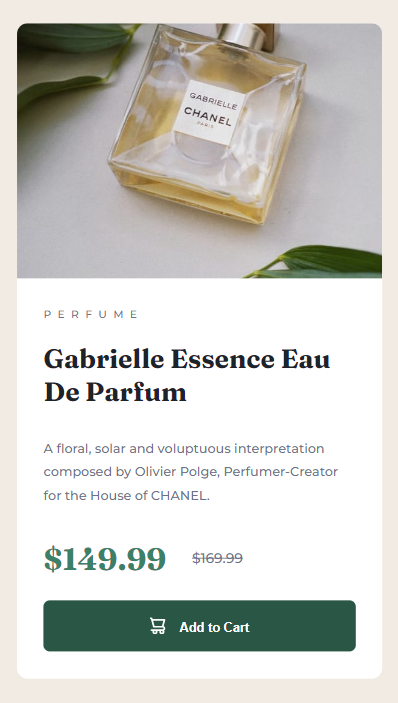 GABRIELLE
CHANEL
PARIS
PERFUME
Gabrielle Essence Eau
De Parfum
A floral, solar and voluptuous interpretation
composed by Olivier Polge, Perfumer-Creator
for the House of CHANEL.
$149.99 $169.99
Add to Cart